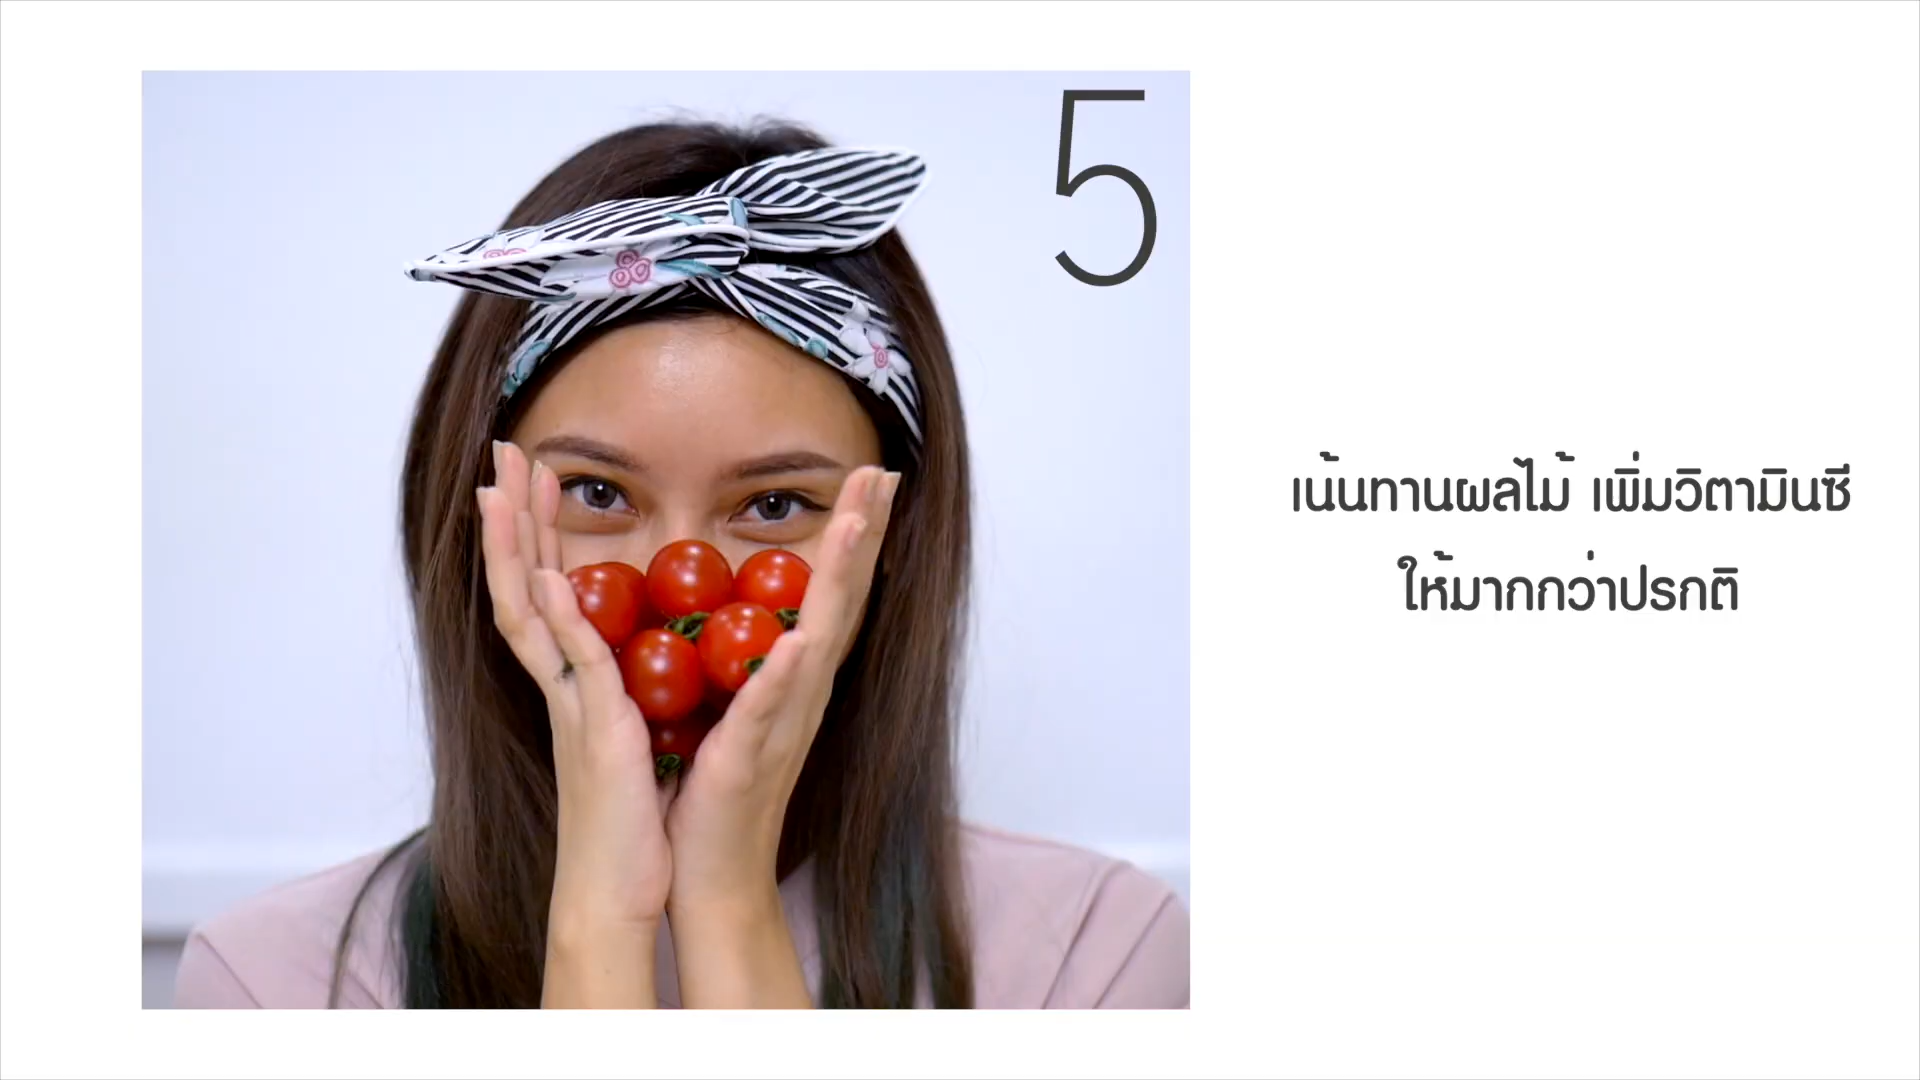 5
เน้นทานผลไม้ เพิ่มวิตามินซี
ให้มากกว่าปรกติ